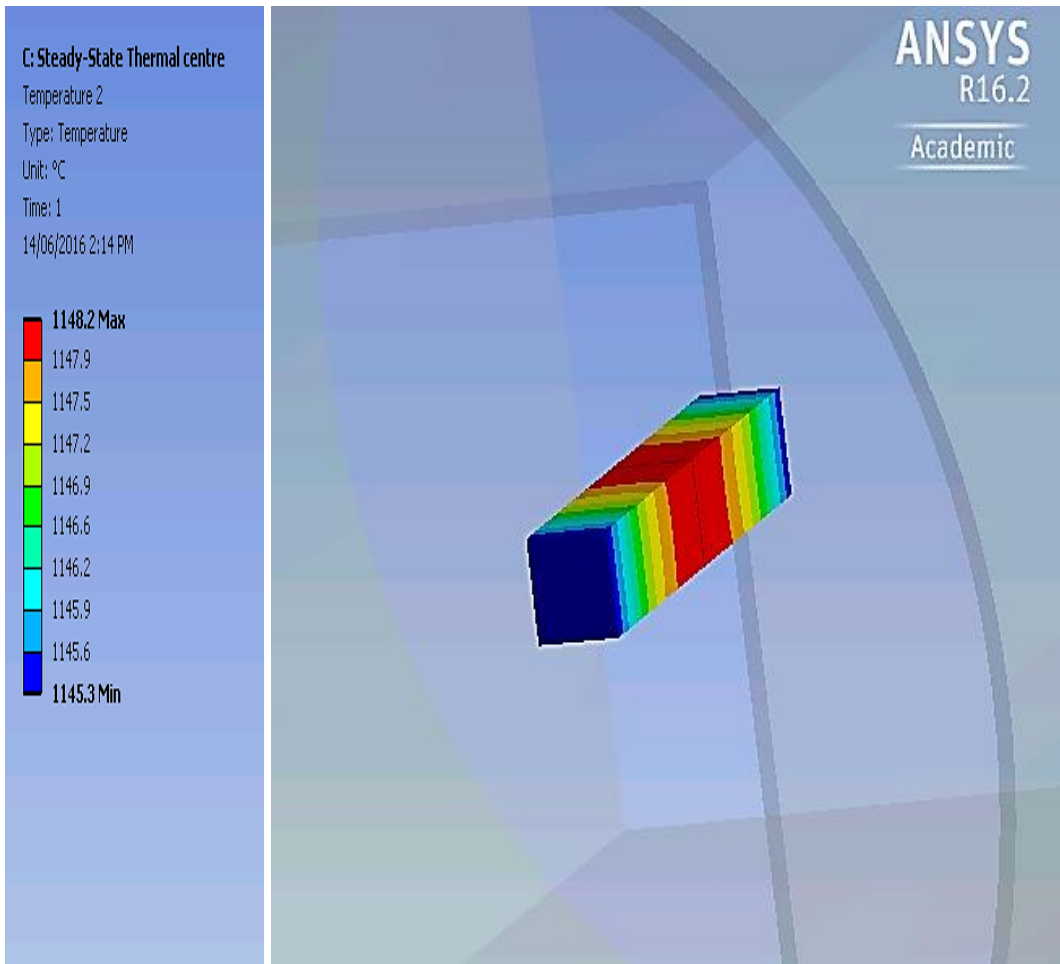 C: Steady-State Thermal centre
Temperature 2
Type: Temperature
Unit: °C
Time: 1
14/06/2016 2:14 PM
1148.2 Max
1147.9
1147.5
1147.2
1146.9
1146.6
1146.2
1145.9
1145.6
1145.3 Min
ANSYS
R16.2
Academic